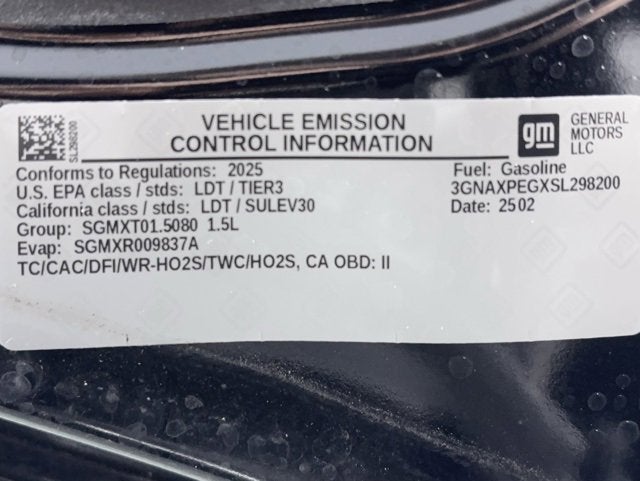 SL298200
VEHICLE EMISSION
CONTROL INFORMATION
gm
GENERAL
MOTORS
LLC
Conforms to Regulations: 2025
U.S. EPA class / stds: LDT / TIER3
California class / stds: LDT / SULEV30
Group: SGMXT01.5080 1.5L
Evap: SGMXR009837A
TC/CAC/DFI/WR-HO2S/TWC/HO2S, CA OBD: II
Fuel: Gasoline
3GNAXPEGXSL298200
Date: 2502